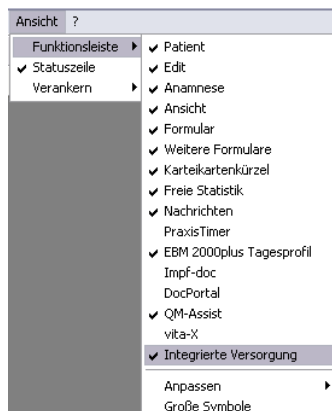 Ansicht ?
Funktionsleiste
Statuszeile
Verankern
Patient
Edit
Anamnese
Ansicht
Formular
Weitere Formulare
Karteikartenkürzel
Freie Statistik
Nachrichten
PraxisTimer
EBM 2000plus Tagesprofil
Impf-doc
DocPortal
QM-Assist
vita-X
Integrierte Versorgung
Anpassen
Große Symbole